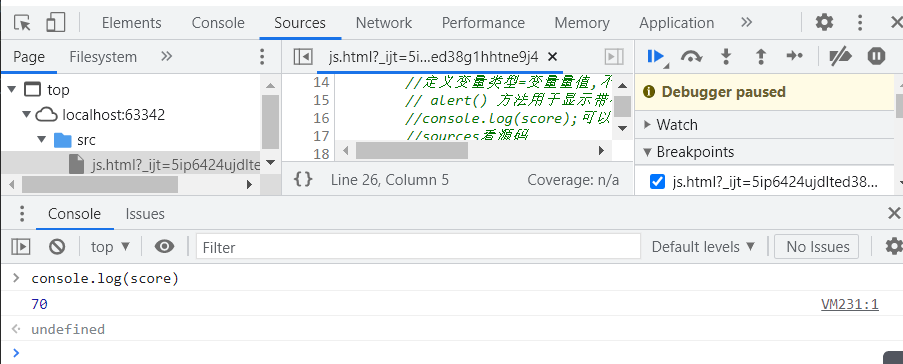 Elements Console Sources Network Performance Memory Application
Page Filesystem
js.html?_ijt=5i...ed38g1hhtne9j4
top
localhost:63342
src
js.html?_ijt=5ip6424ujdlted
14 //定义变量类型=变量量值,不
15 // alert() 方法用于显示带
16 //console.log(score);可以
17 //sources看源码
18
{} Line 26, Column 5 Coverage: n/a
Debugger paused
Watch
Breakpoints
js.html?_ijt=5ip6424ujdlted38...
Console Issues
top Filter Default levels No Issues
console.log(score)
70 VM231:1
undefined